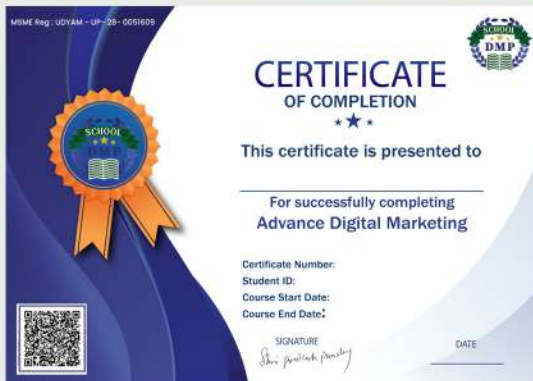 MSME Reg : UDYAM - UP- 28- 0051609
SCHOOL
DMP
CERTIFICATE
OF COMPLETION
This certificate is presented to
For successfully completing
Advance Digital Marketing
SCHOOL
DMP
Certificate Number:
Student ID:
Course Start Date:
Course End Date:
SIGNATURE
DATE